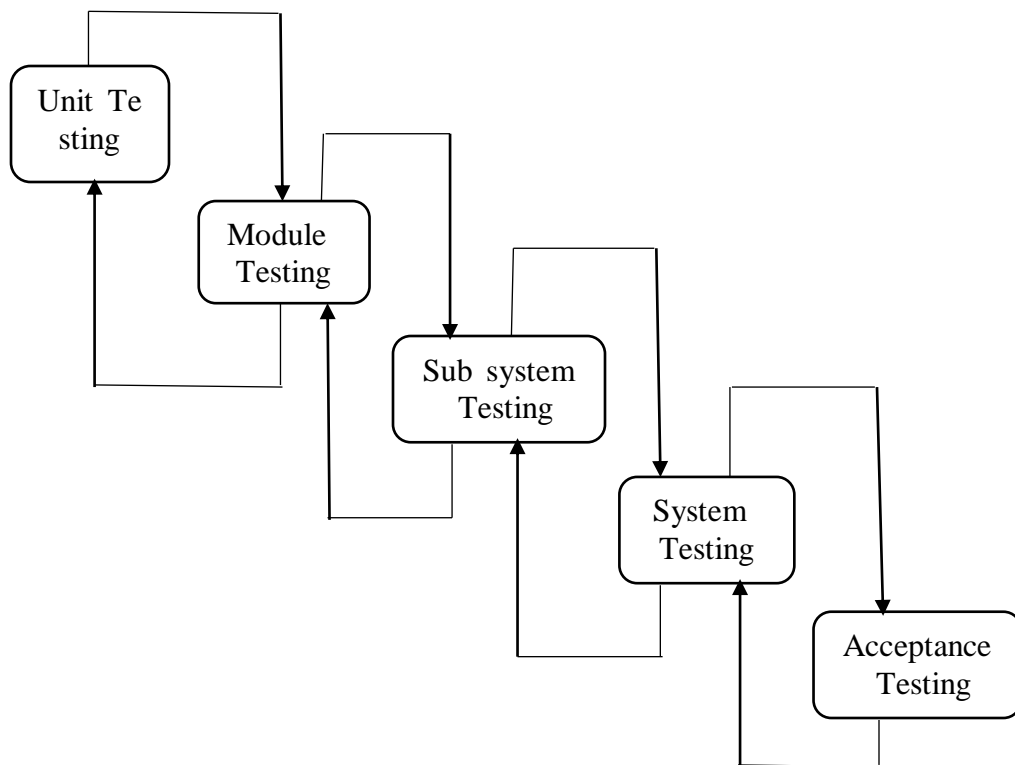 Unit Te
sting
Module
Testing
Sub system
Testing
System
Testing
Acceptance
Testing